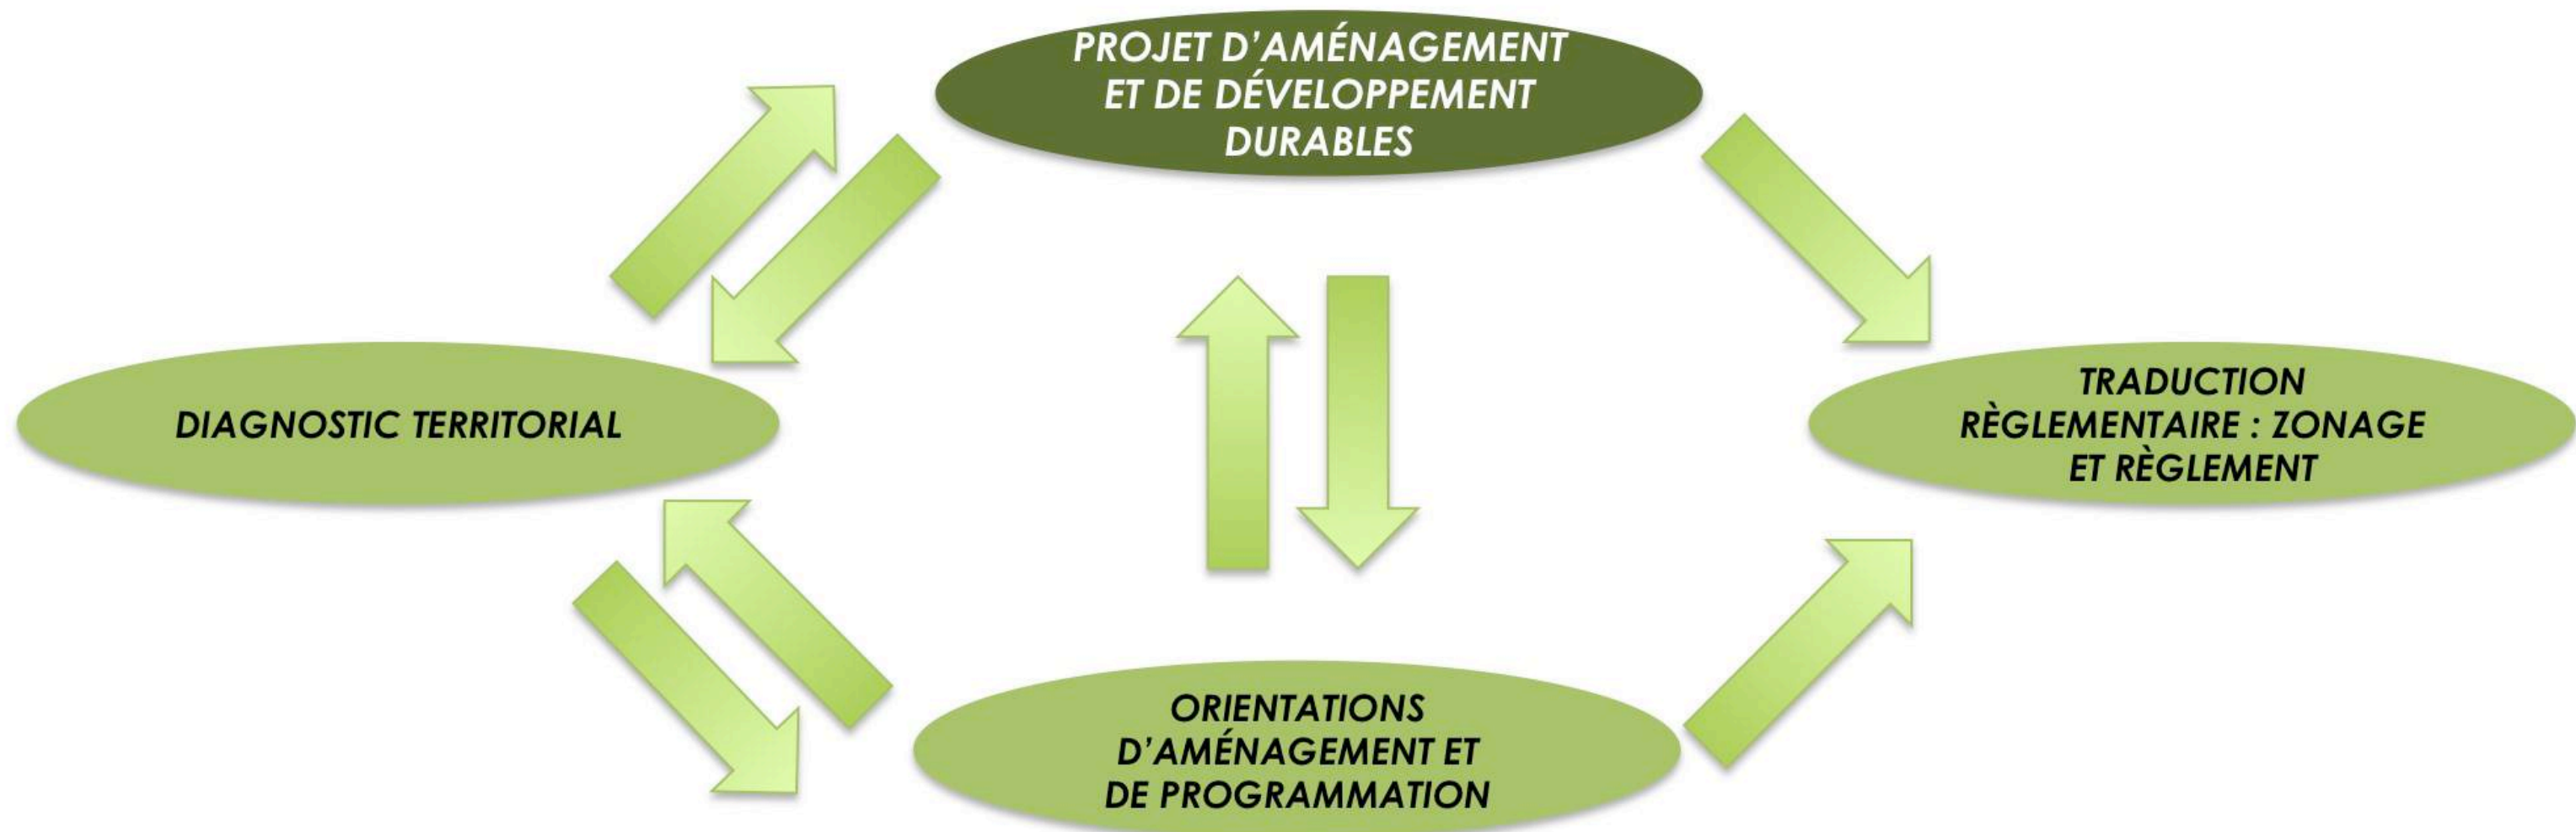 PROJET D’AMÉNAGEMENT
ET DE DÉVELOPPEMENT
DURABLES
DIAGNOSTIC TERRITORIAL
TRADUCTION
RÈGLEMENTAIRE : ZONAGE
ET RÈGLEMENT
ORIENTATIONS
D’AMÉNAGEMENT ET
DE PROGRAMMATION